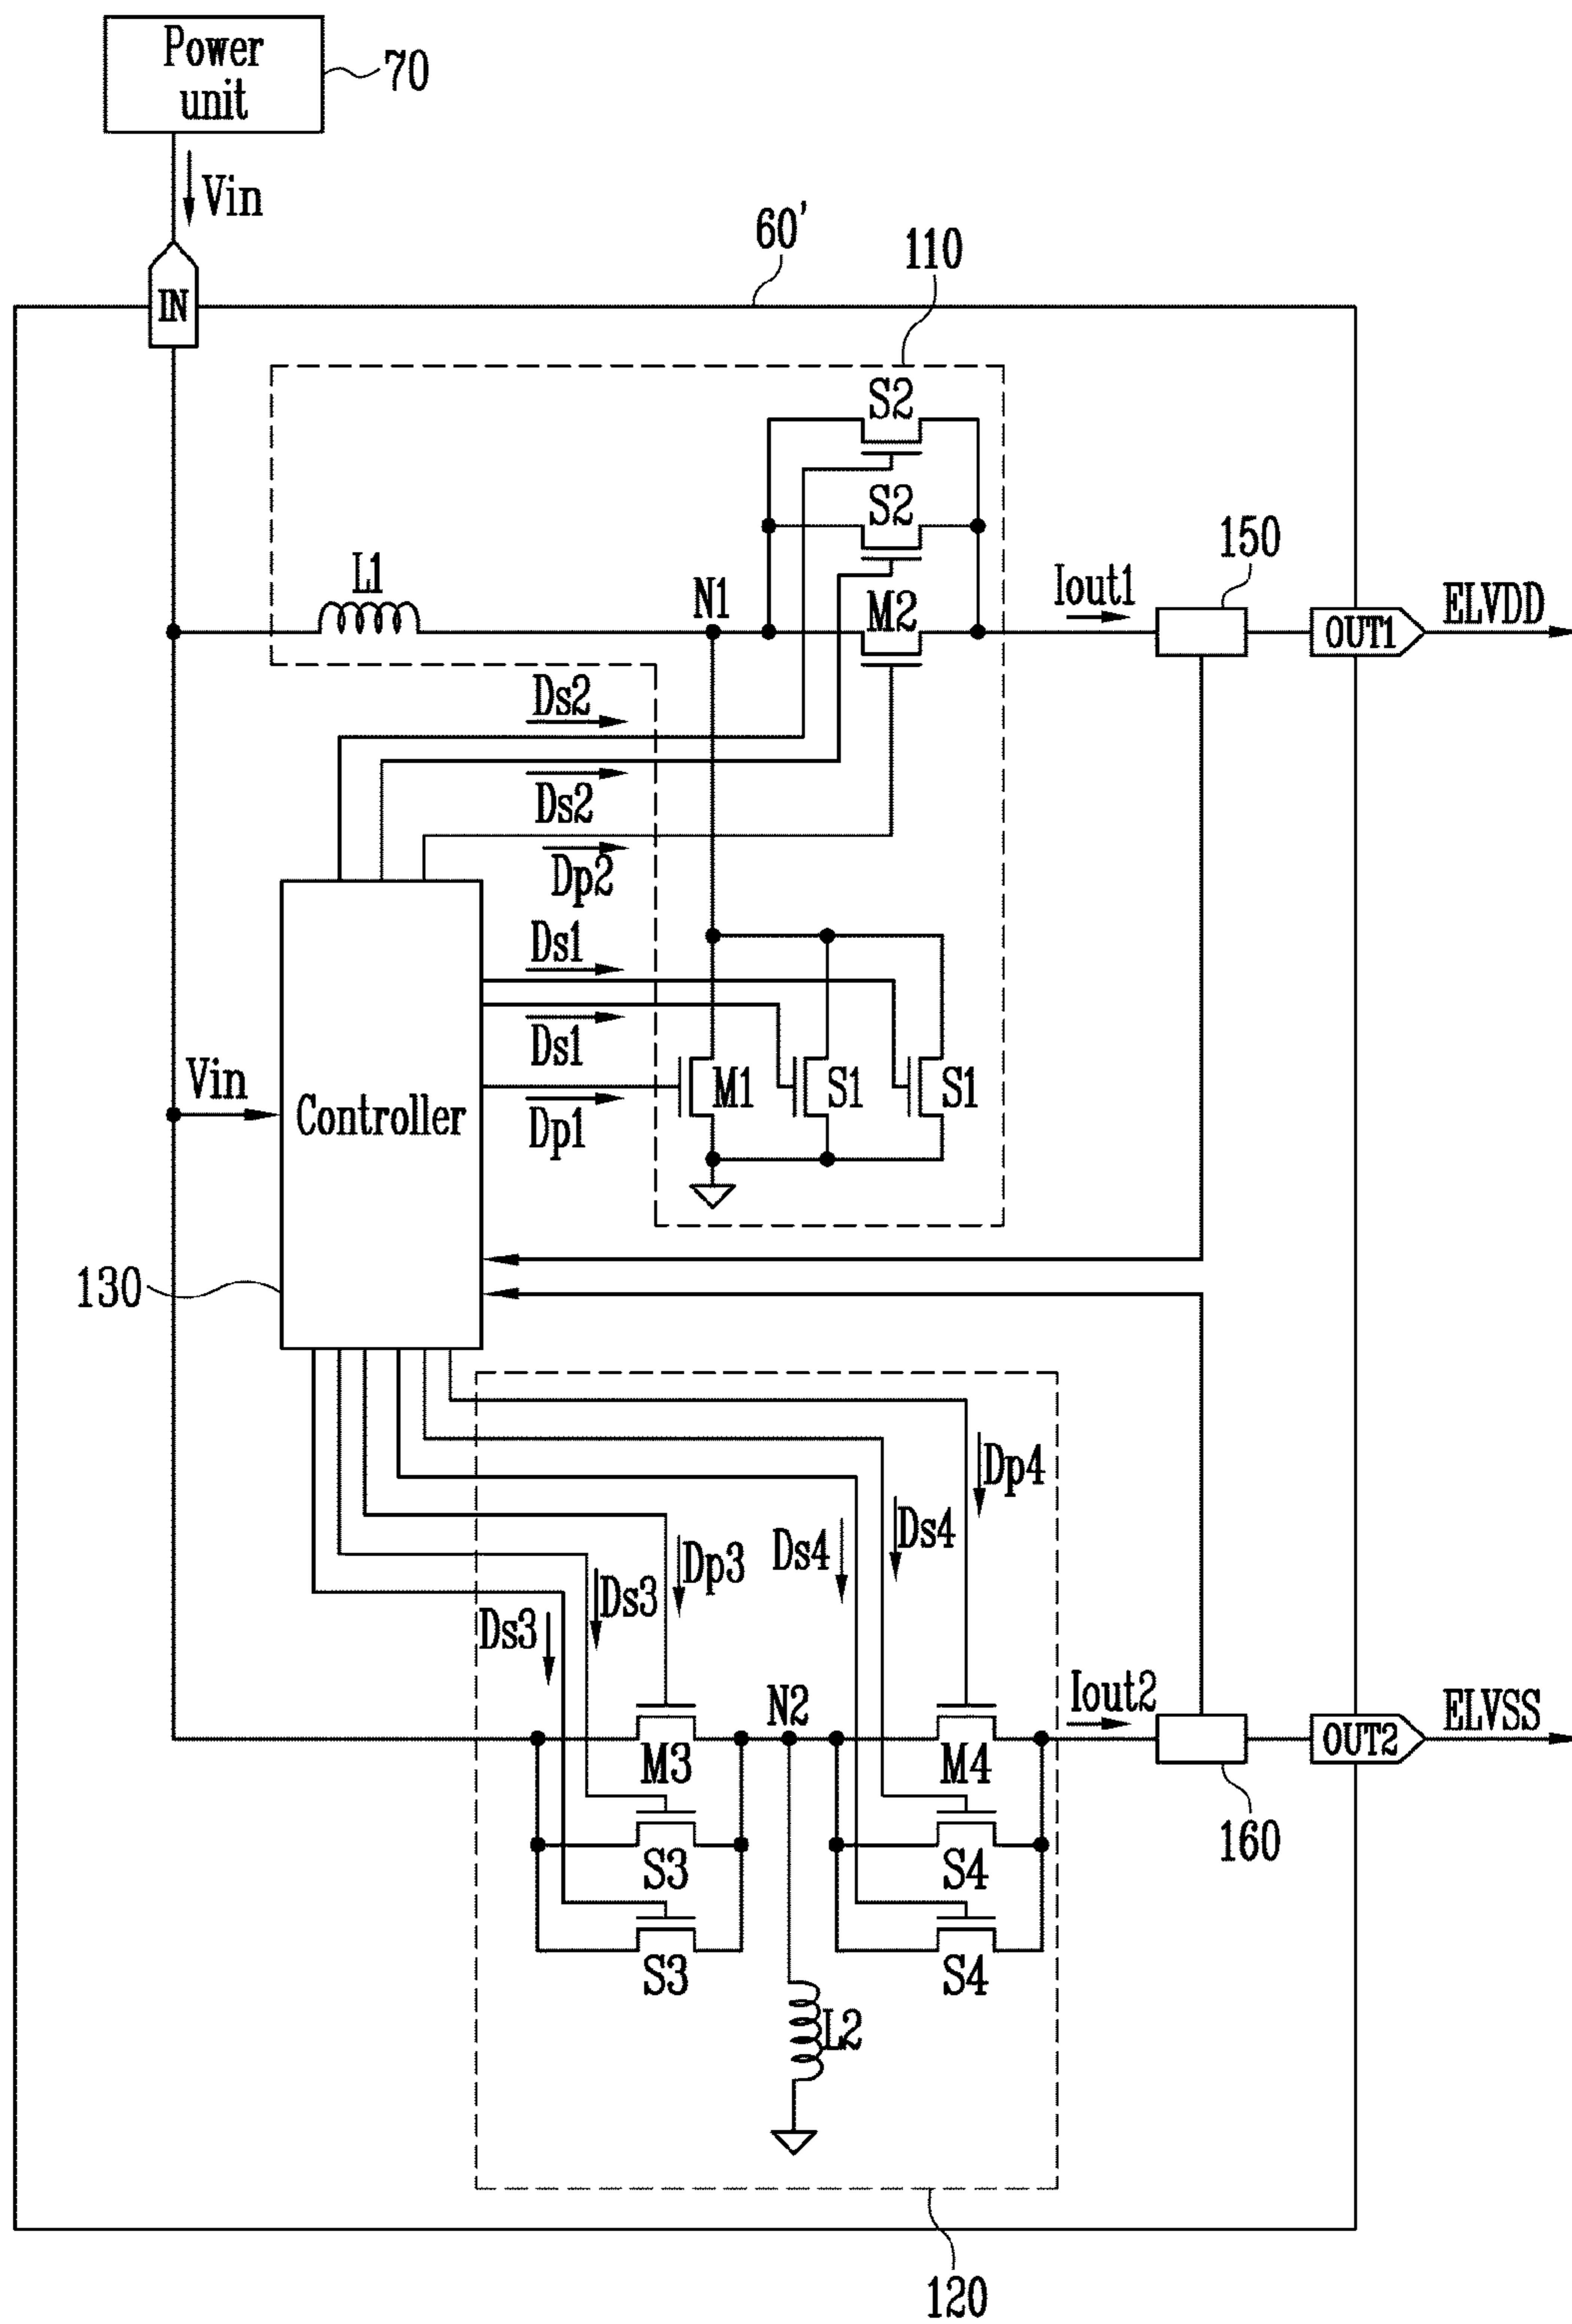 Power
unit
70
Vin
60'
110
IN
S2
S2
150
L1
N1
M2
Iout1
ELVDD
OUT1
Ds2
Ds2
Dp2
Ds1
Ds1
Vin
Controller
M1
S1
S1
Dp1
130
Dp4
Ds4
Ds4
Dp3
Ds3
Ds3
N2
Iout2
ELVSS
M3
M4
OUT2
S3
S4
160
S3
S4
L2
120